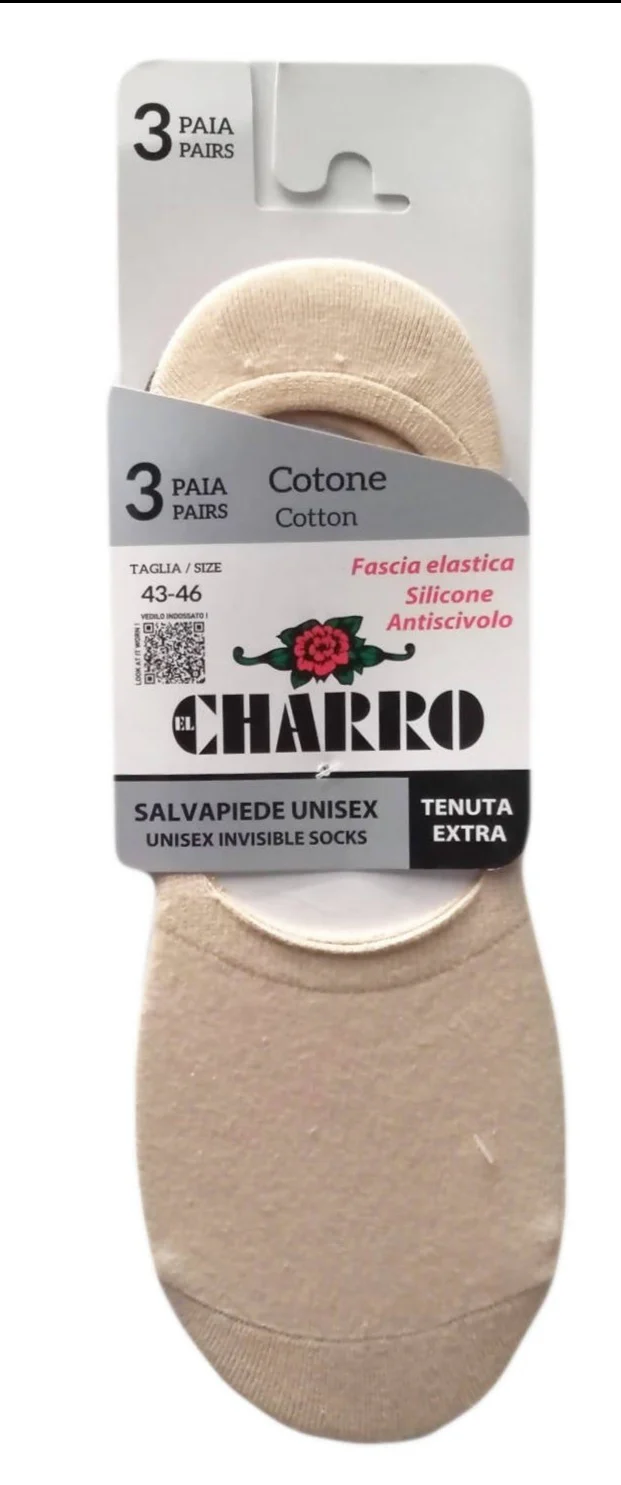 3 PAIA
PAIRS
3 PAIA
PAIRS
Cotone
Cotton
TAGLIA / SIZE
43-46
VEDILO INDOSSATO !
LOOK AT IT WORN !
Fascia elastica
Silicone
Antiscivolo
EL CHARRO
SALVAPIEDE UNISEX
UNISEX INVISIBLE SOCKS
TENUTA
EXTRA